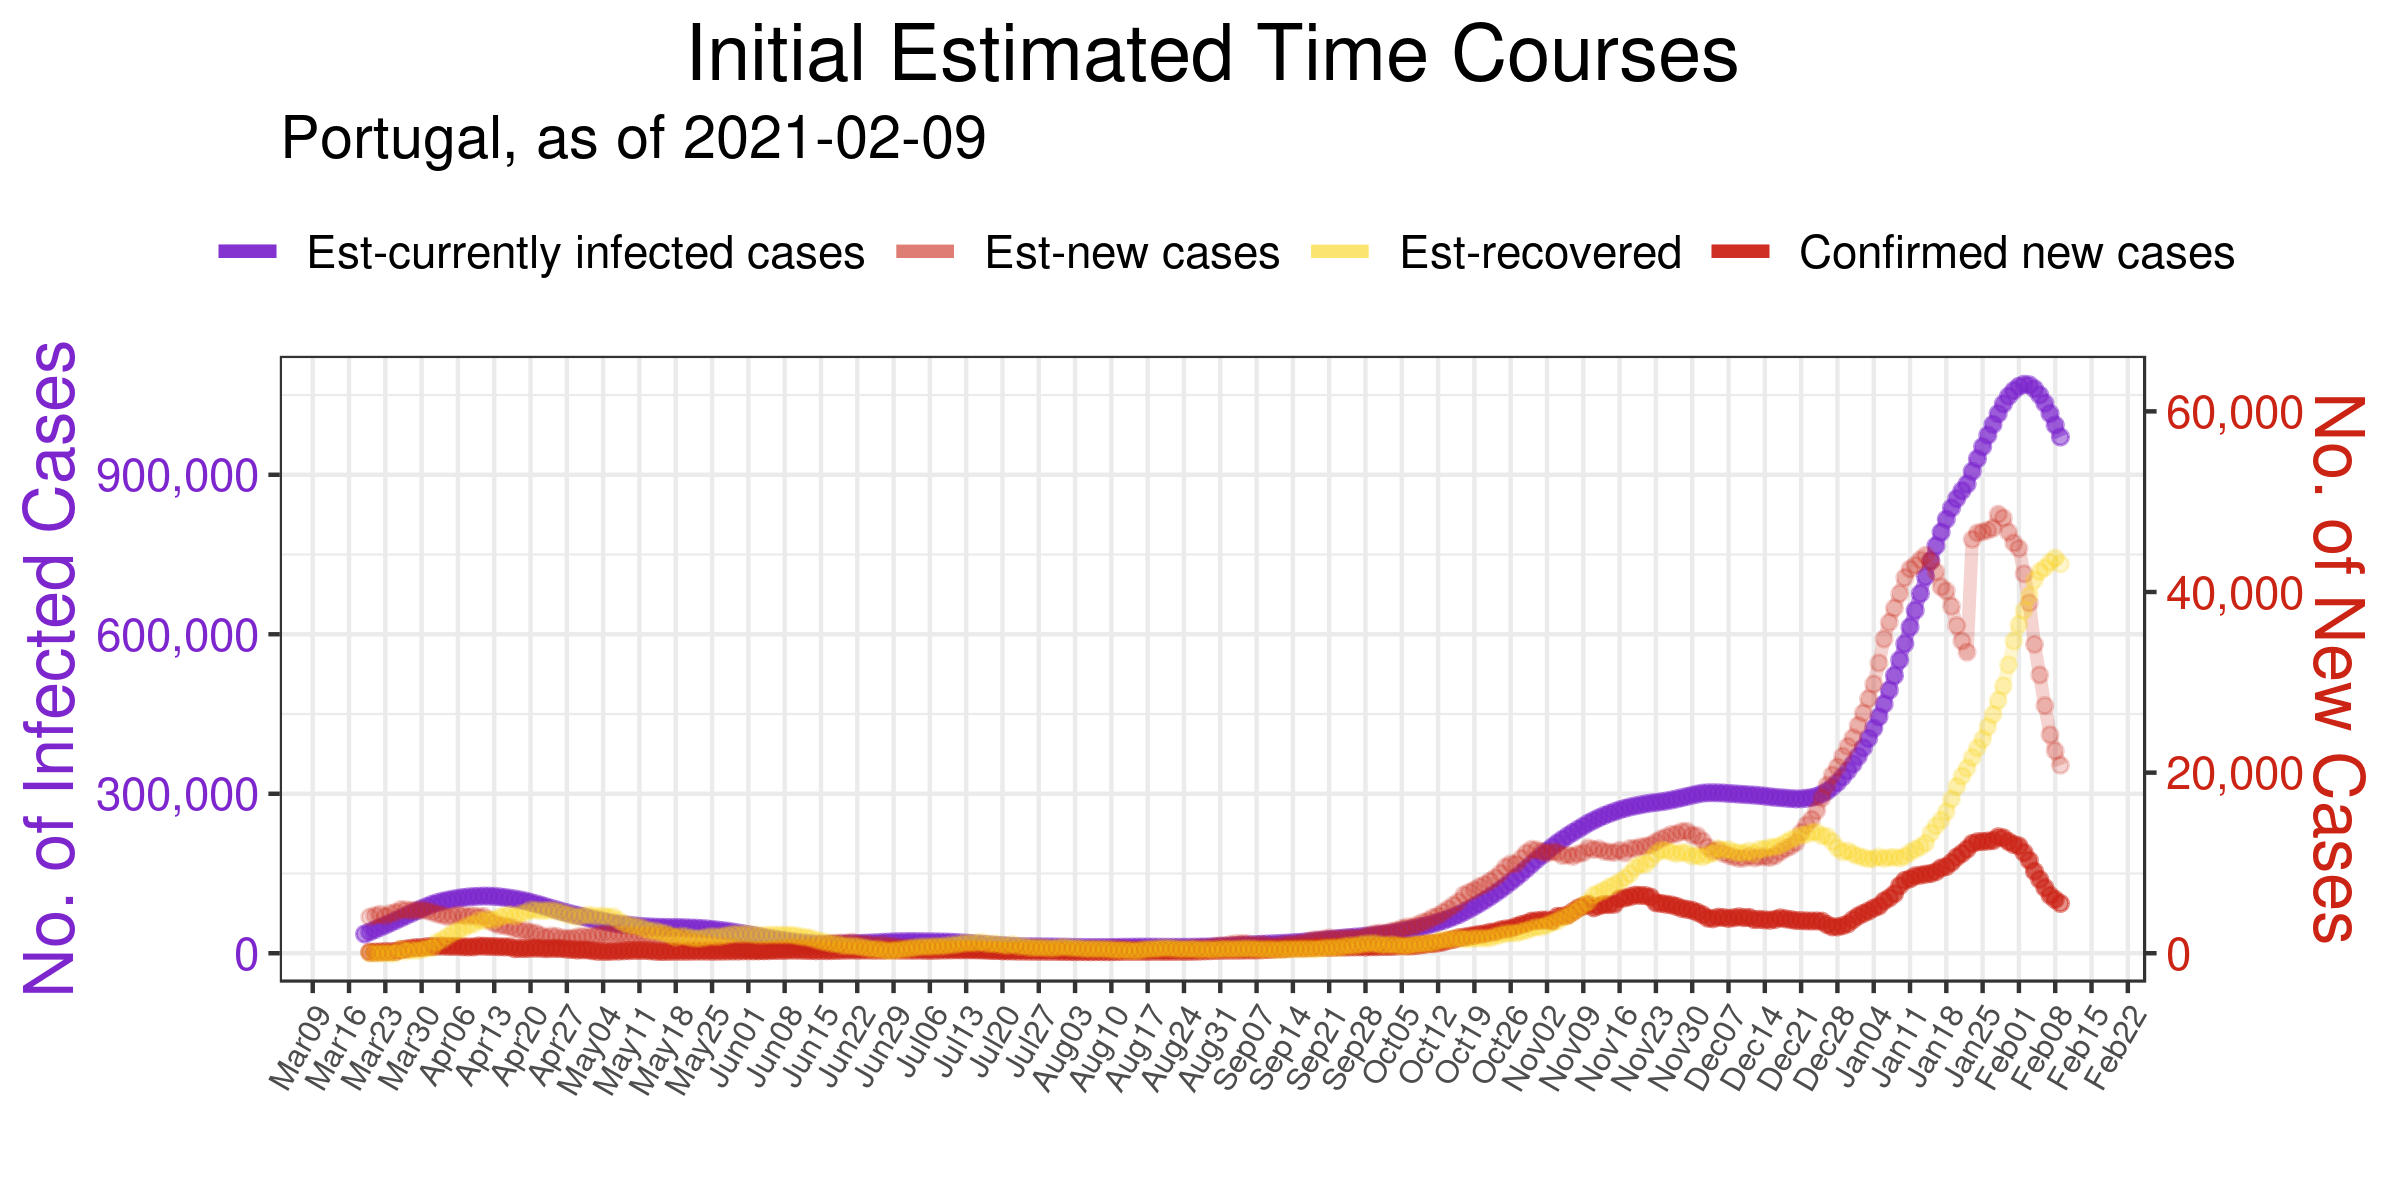 Initial Estimated Time Courses
Portugal, as of 2021-02-09
Est-currently infected cases Est-new cases Est-recovered Confirmed new cases
No. of Infected Cases
900,000
600,000
300,000
0
60,000
40,000
20,000
0
No. of New Cases
Mar09 Mar16 Mar23 Mar30 Apr06 Apr13 Apr20 Apr27 May04 May11 May18 May25 Jun01 Jun08 Jun15 Jun22 Jun29 Jul06 Jul13 Jul20 Jul27 Aug03 Aug10 Aug17 Aug24 Aug31 Sep07 Sep14 Sep21 Sep28 Oct05 Oct12 Oct19 Oct26 Nov02 Nov09 Nov16 Nov23 Nov30 Dec07 Dec14 Dec21 Dec28 Jan04 Jan11 Jan18 Jan25 Feb01 Feb08 Feb15 Feb22